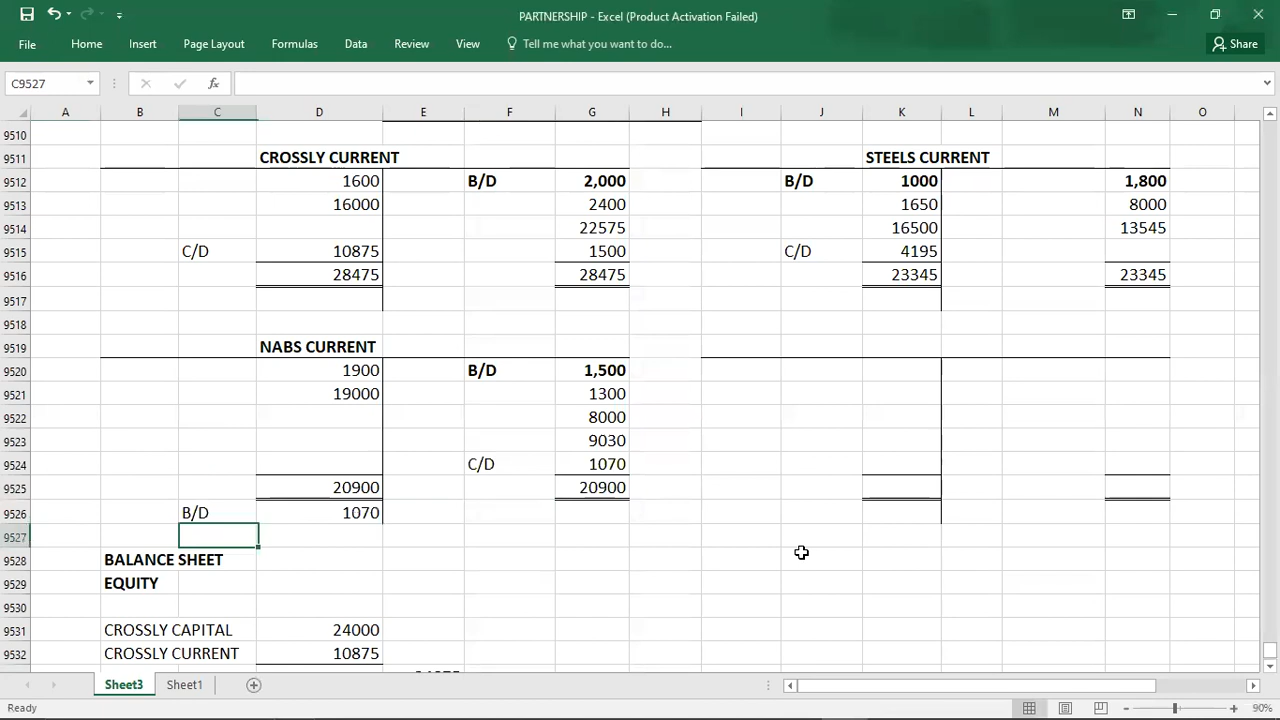 PARTNERSHIP - Excel (Product Activation Failed)
File Home Insert Page Layout Formulas Data Review View Tell me what you want to do... Share
C9527 fx
A B C D E F G H I J K L M N O
9510
9511 CROSSLY CURRENT STEELS CURRENT
9512 1600 B/D 2,000 B/D 1000 1,800
9513 16000 2400 1650 8000
9514 22575 16500 13545
9515 C/D 10875 1500 C/D 4195
9516 28475 28475 23345 23345
9517
9518
9519 NABS CURRENT
9520 1900 B/D 1,500
9521 19000 1300
9522 8000
9523 9030
9524 C/D 1070
9525 20900 20900
9526 B/D 1070
9527
9528 BALANCE SHEET
9529 EQUITY
9530
9531 CROSSLY CAPITAL 24000
9532 CROSSLY CURRENT 10875
Sheet3 Sheet1
Ready 90%